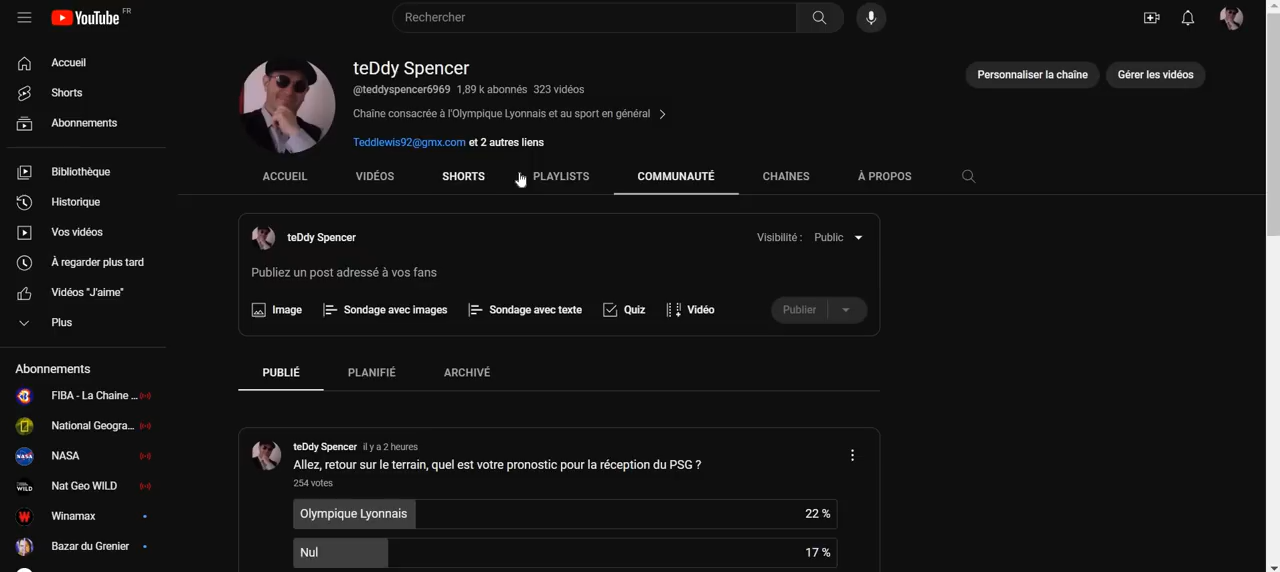 YouTube FR
Rechercher
Accueil
Shorts
Abonnements
Bibliothèque
Historique
Vos vidéos
À regarder plus tard
Vidéos "J'aime"
Plus
Abonnements
FIBA - La Chaine ...
National Geogra...
NASA
Nat Geo WILD
Winamax
Bazar du Grenier
teDdy Spencer
@teddyspencer6969 1,89 k abonnés 323 vidéos
Chaîne consacrée à l'Olympique Lyonnais et au sport en général
Teddlewis92@gmx.com et 2 autres liens
Personnaliser la chaîne
Gérer les vidéos
ACCUEIL VIDÉOS SHORTS PLAYLISTS COMMUNAUTÉ CHAÎNES À PROPOS
teDdy Spencer
Visibilité : Public
Publiez un post adressé à vos fans
Image Sondage avec images Sondage avec texte Quiz Vidéo Publier
PUBLIÉ PLANIFIÉ ARCHIVÉ
teDdy Spencer il y a 2 heures
Allez, retour sur le terrain, quel est votre pronostic pour la réception du PSG ?
254 votes
Olympique Lyonnais 22 %
Nul 17 %